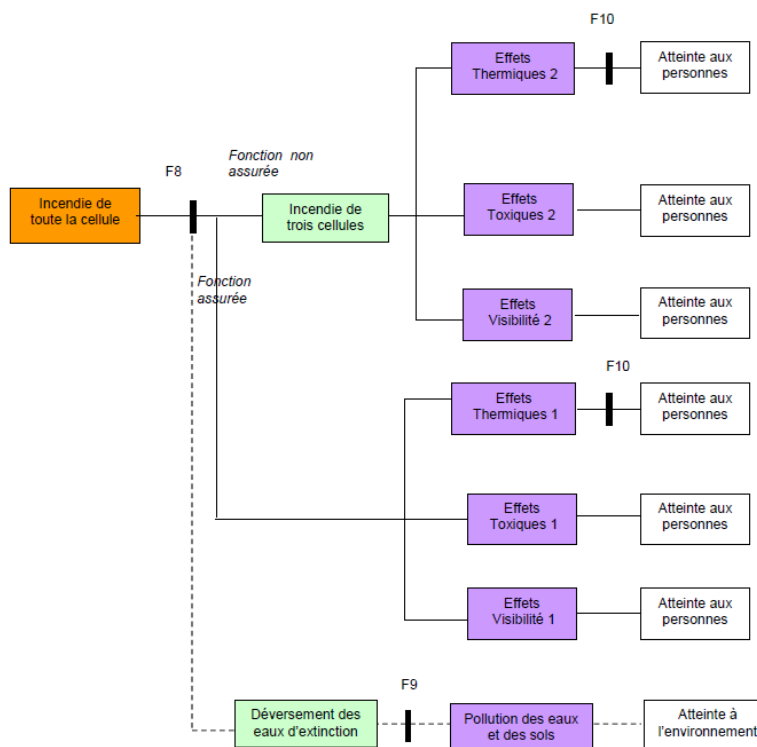 F10
Effets
Thermiques 2
Atteinte aux
personnes
Fonction non
assurée
F8
Incendie de
toute la cellule
Incendie de
trois cellules
Effets
Toxiques 2
Atteinte aux
personnes
Fonction
assurée
Effets
Visibilité 2
Atteinte aux
personnes
F10
Effets
Thermiques 1
Atteinte aux
personnes
Effets
Toxiques 1
Atteinte aux
personnes
Effets
Visibilité 1
Atteinte aux
personnes
F9
Déversement des
eaux d'extinction
Pollution des eaux
et des sols
Atteinte à
l'environnement